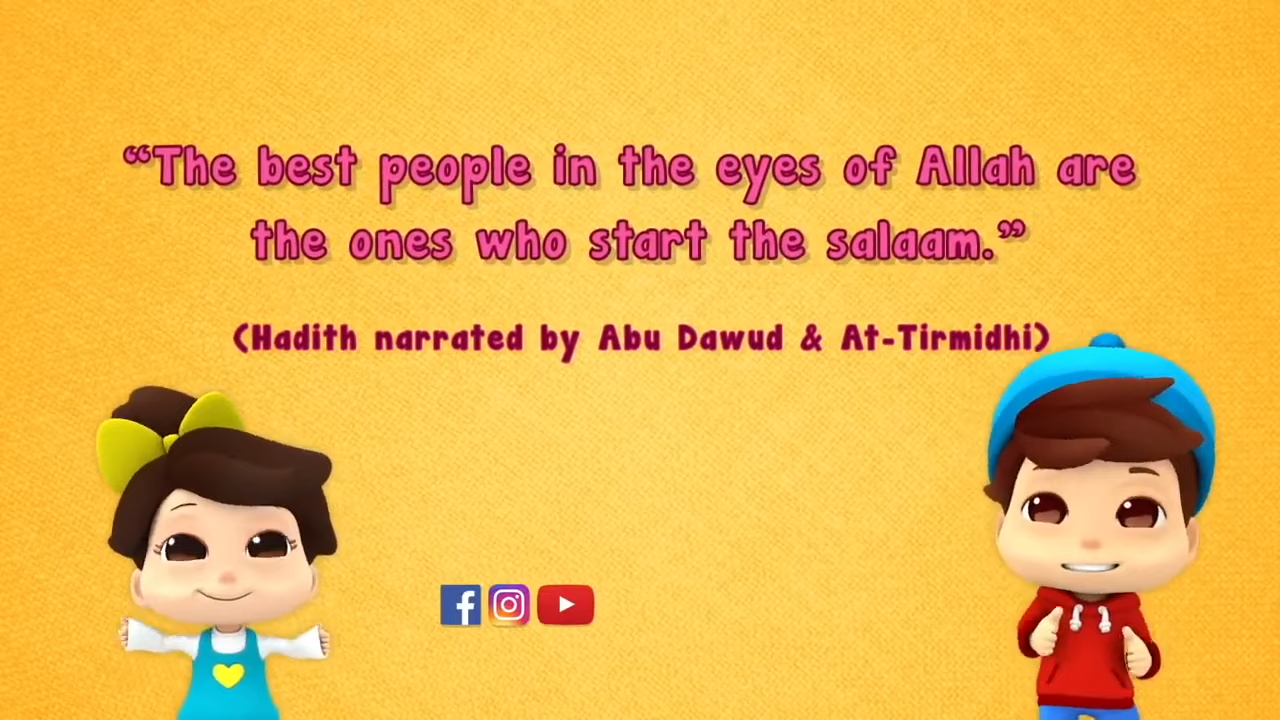 “The best people in the eyes of Allah are
the ones who start the salaam.”
(Hadith narrated by Abu Dawud & At-Tirmidhi)